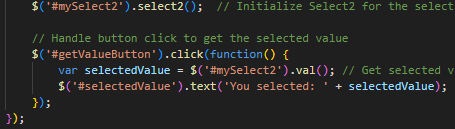 $('#mySelect2').select2();  // Initialize Select2 for the select
// Handle button click to get the selected value
$('#getValueButton').click(function() {
var selectedValue = $('#mySelect2').val(); // Get selected v
$('#selectedValue').text('You selected: ' + selectedValue);
});
});